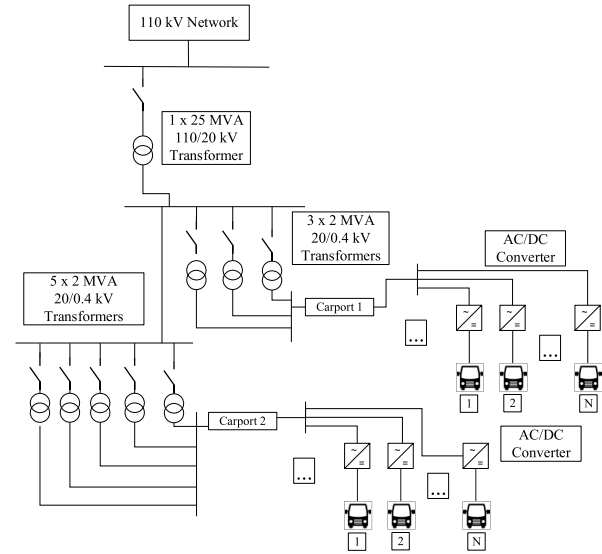 110 kV Network
1 x 25 MVA
110/20 kV
Transformer
3 x 2 MVA
20/0.4 kV
Transformers
AC/DC
Converter
5 x 2 MVA
20/0.4 kV
Transformers
Carport 1
~
=
~
=
~
=
...
...
1
2
N
Carport 2
AC/DC
Converter
~
=
~
=
~
=
...
...
1
2
N